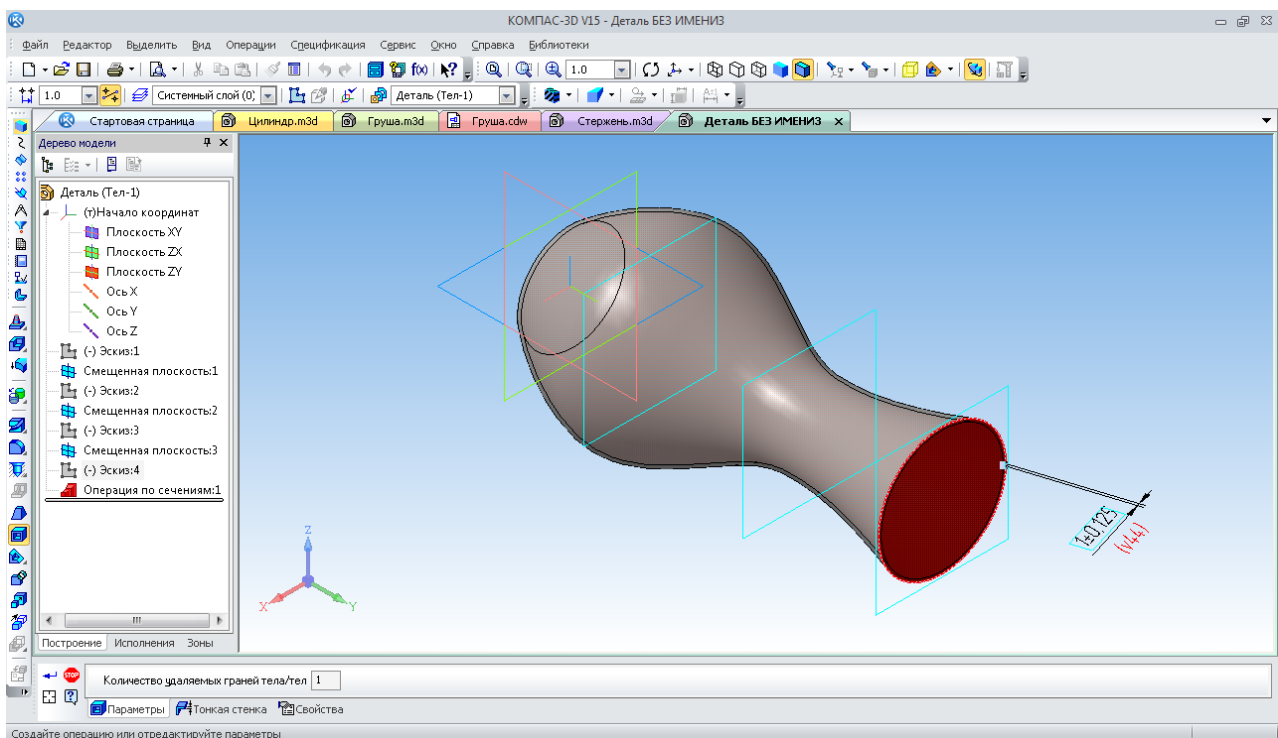 КОМПАС-3D V15 - Деталь БЕЗ ИМЕНИ3
Файл Редактор Выделить Вид Операции Спецификация Сервис Окно Справка Библиотеки
1.0
1.0 Системный слой (0) Деталь (Тел-1)
Стартовая страница Цилиндр.m3d Груша.m3d Груша.cdw Стержень.m3d Деталь БЕЗ ИМЕНИ3
Дерево модели
Деталь (Тел-1)
(т)Начало координат
Плоскость XY
Плоскость ZX
Плоскость ZY
Ось X
Ось Y
Ось Z
(-) Эскиз:1
Смещенная плоскость:1
(-) Эскиз:2
Смещенная плоскость:2
(-) Эскиз:3
Смещенная плоскость:3
(-) Эскиз:4
Операция по сечениям:1
1±0,125
(v44)
Z
X
Y
Построение Исполнения Зоны
STOP
Количество удаляемых граней тела/тел 1
Параметры Тонкая стенка Свойства
Создайте операцию или отредактируйте параметры